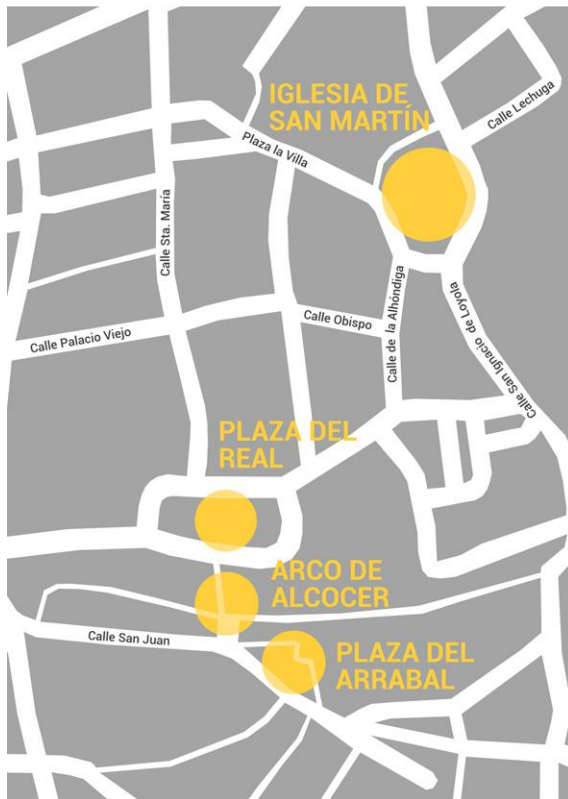 IGLESIA DE
SAN MARTÍN
Calle Lechuga
Plaza la Villa
Calle Sta. María
Calle San Ignacio de Loyola
Calle de la Alhóndiga
Calle Obispo
Calle Palacio Viejo
PLAZA DEL
REAL
ARCO DE
ALCOCER
Calle San Juan
PLAZA DEL
ARRABAL